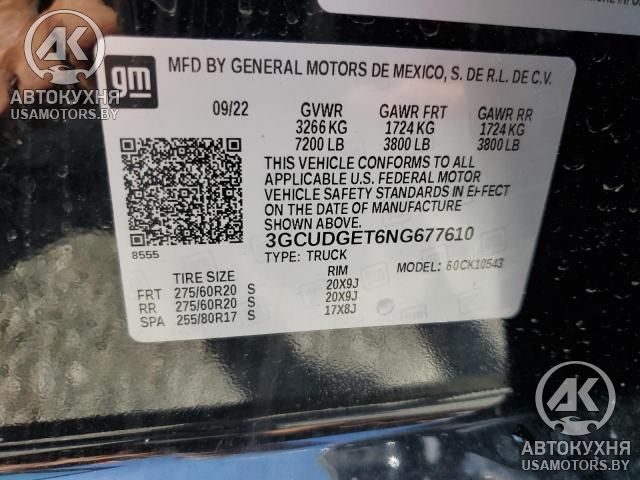 AK
АВТОКУХНЯ
USAMOTORS.BY
gm
MFD BY GENERAL MOTORS DE MEXICO, S. DE R.L. DE C.V.
09/22 GVWR GAWR FRT GAWR RR
3266 KG 1724 KG 1724 KG
7200 LB 3800 LB 3800 LB
THIS VEHICLE CONFORMS TO ALL
APPLICABLE U.S. FEDERAL MOTOR
VEHICLE SAFETY STANDARDS IN EFFECT ON THE DATE OF MANUFACTURE
SHOWN ABOVE.
3GCUDGET6NG677610
8555 TYPE: TRUCK MODEL: 60CK10543
TIRE SIZE RIM
FRT 275/60R20 S 20X9J
RR 275/60R20 S 20X9J
SPA 255/80R17 S 17X8J
AK
АВТОКУХНЯ
USAMOTORS.BY